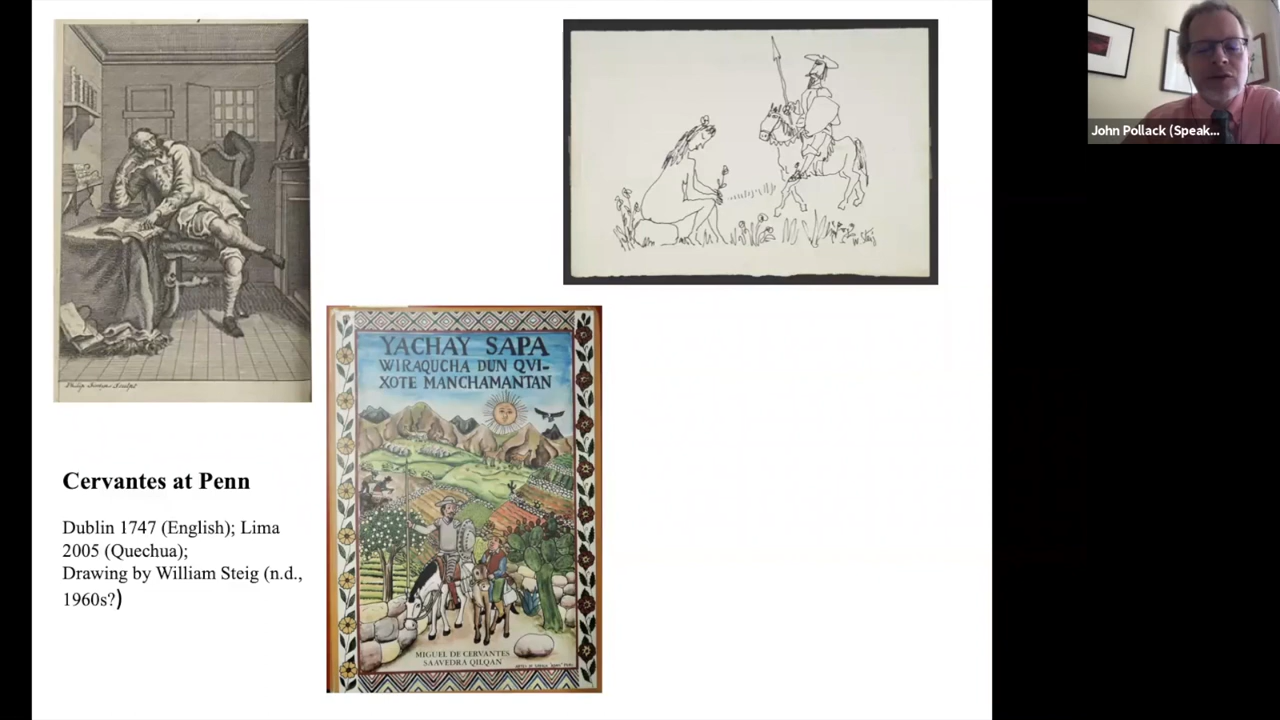 John Pollack (Speak...
YACHAY SAPA
WIRAQUCHA DUN QVI-
XOTE MANCHAMANTAN
MIGUEL DE CERVANTES
SAAVEDRA QILQAN
Cervantes at Penn
Dublin 1747 (English); Lima
2005 (Quechua);
Drawing by William Steig (n.d.,
1960s?)